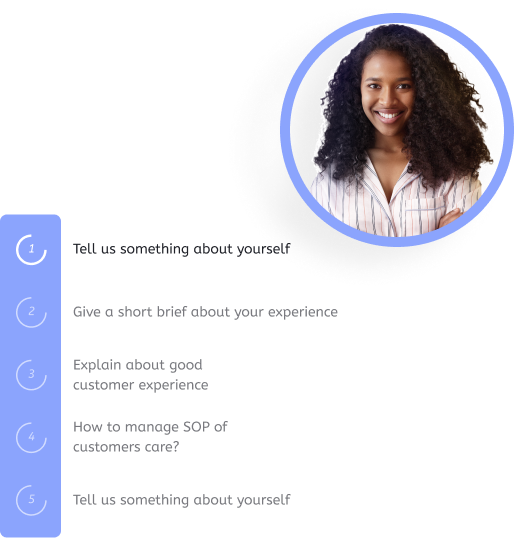 1 Tell us something about yourself
2 Give a short brief about your experience
3 Explain about good
customer experience
4 How to manage SOP of
customers care?
5 Tell us something about yourself